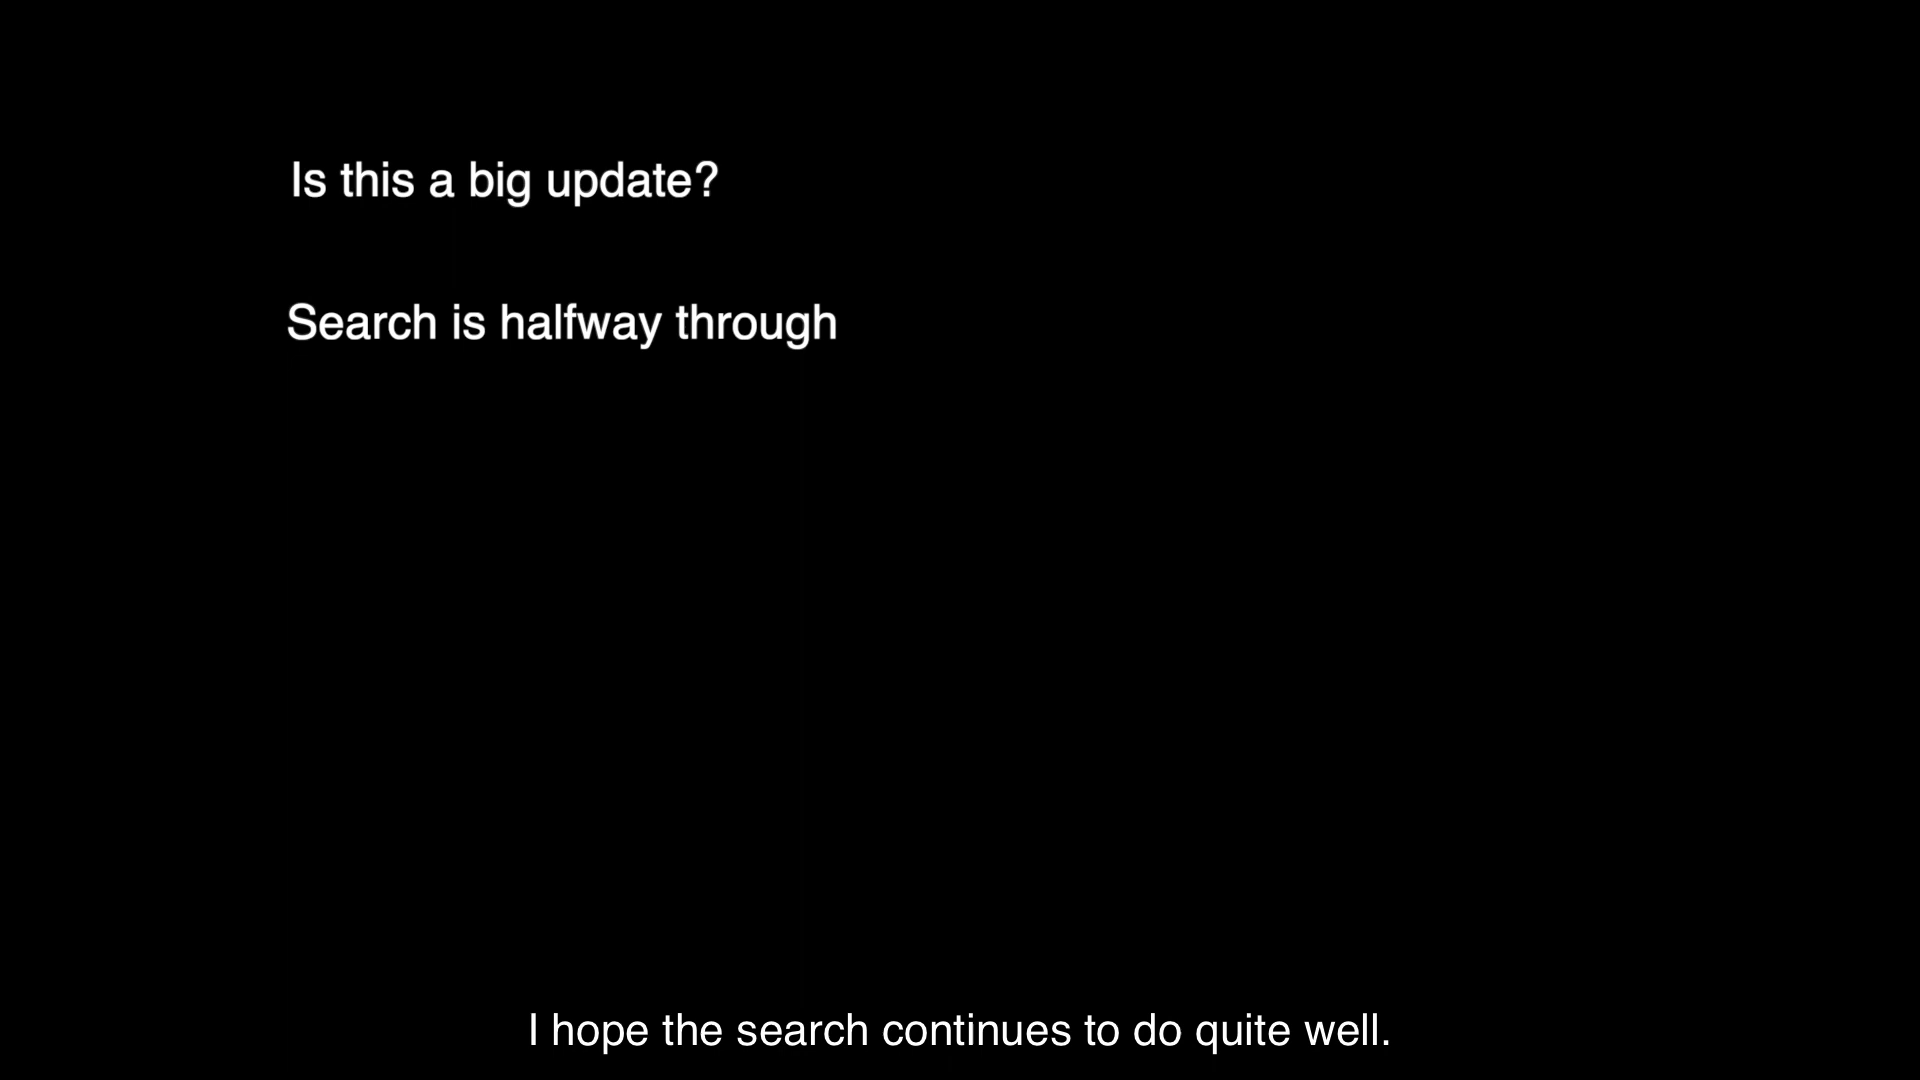 Is this a big update?
Search is halfway through
I hope the search continues to do quite well.